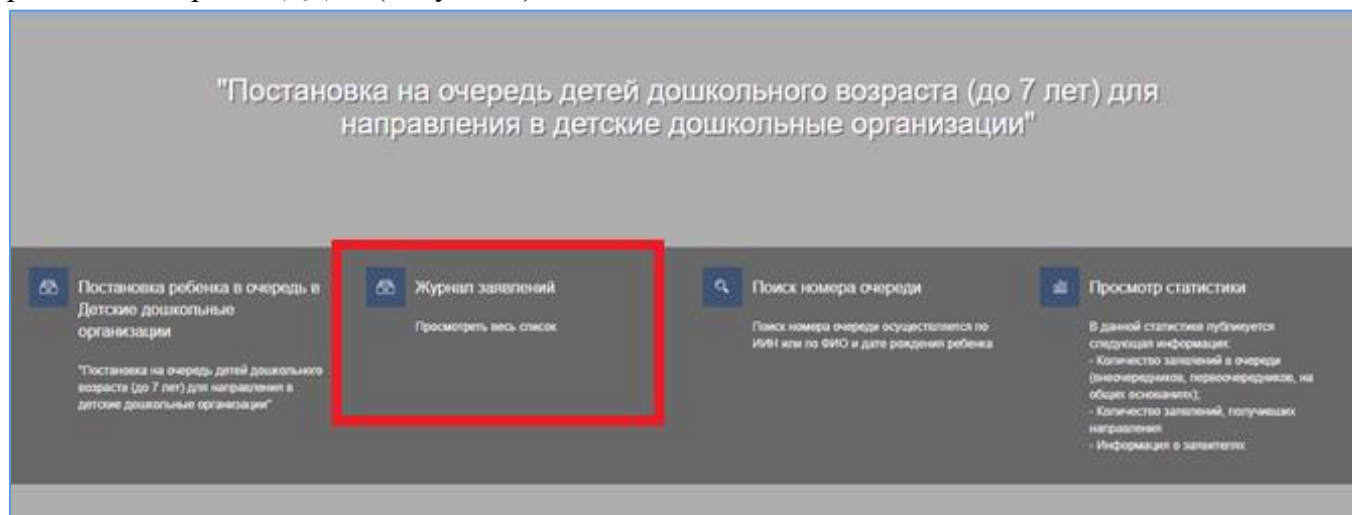 "Постановка на очередь детей дошкольного возраста (до 7 лет) для
направления в детские дошкольные организации"
Постановка ребенка в очередь в
Детские дошкольные
организации
"Постановка на очередь детей дошкольного
возраста (до 7 лет) для направления в
детские дошкольные организации"
Журнал заявлений
Просмотреть весь список
Поиск номера очереди
Поиск номера очереди осуществляется по
ИИН или по ФИО и дате рождения ребенка
Просмотр статистики
В данной статистике публикуется
следующая информация:
- Количество заявлений в очереди
(внеочередников, первоочередников, на
общих основаниях);
- Количество заявлений, получивших
направления
- Информация о заявителях